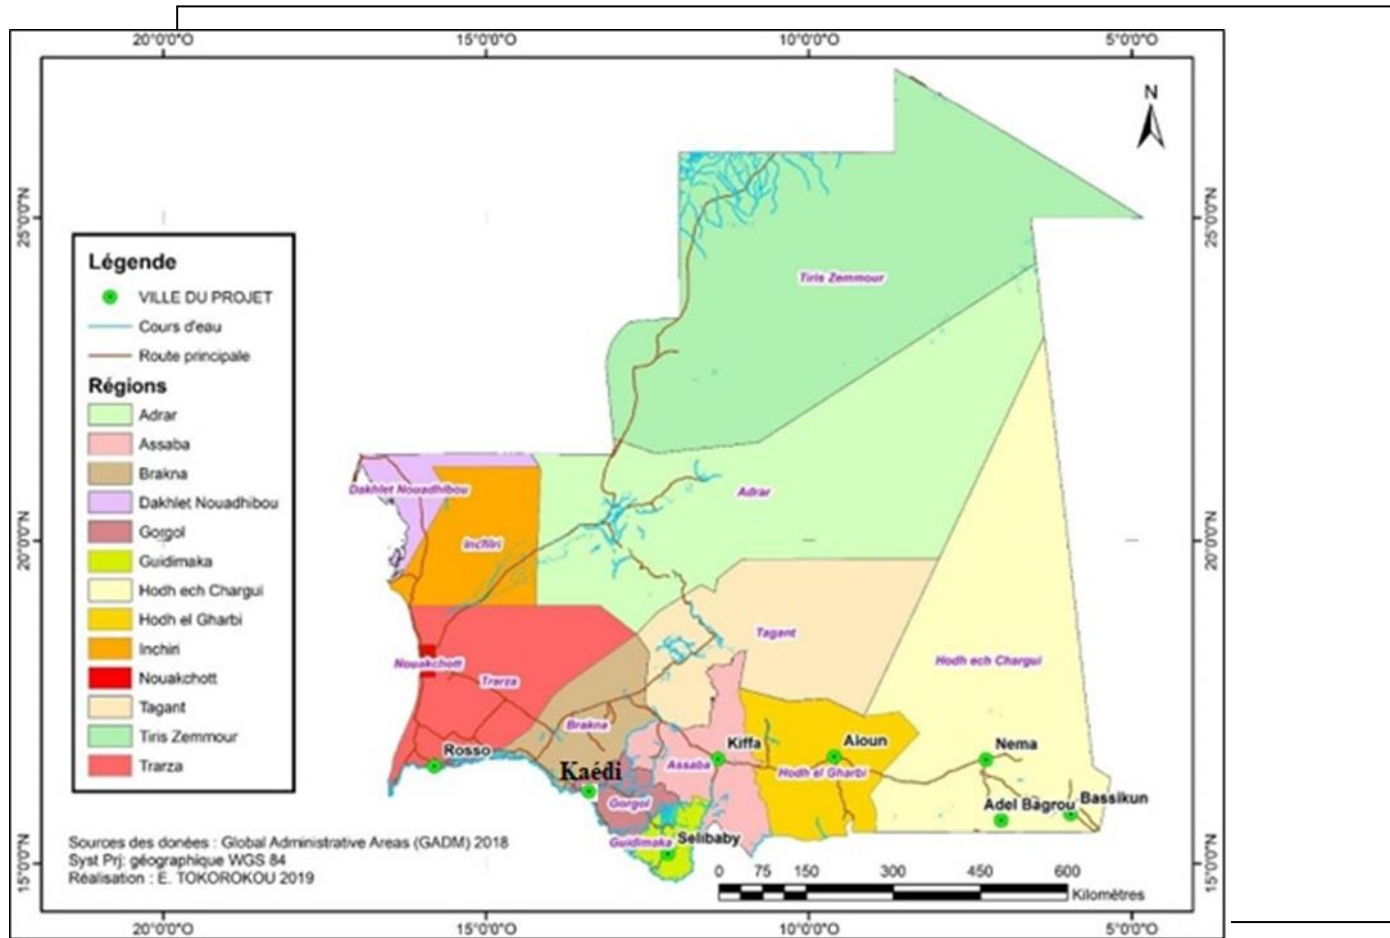 20°0'0"O 15°0'0"O 10°0'0"O 5°0'0"O
N
25°0'0"N 25°0'0"N
Légende
VILLE DU PROJET
Cours d'eau
Route principale
Régions
Adrar
Assaba
Brakna
Dakhlet Nouadhibou
Gorgol
Guidimaka
Hodh ech Chargui
Hodh el Gharbi
Inchiri
Nouakchott
Tagant
Tiris Zemmour
Trarza
Tiris Zemmour
Dakhlet Nouadhibou
Adrar
20°0'0"N 20°0'0"N
Inchiri
Tagant
Nouakchott
Hodh ech Chargui
Trarza
Brakna
Rosso
Kiffa
Aioun
Nema
Kaédi
Assaba
Hodh el Gharbi
Gorgol
Adel Bagrou
Bassikun
Guidimaka
Selibaby
15°0'0"N 15°0'0"N
Sources des donées : Global Administrative Areas (GADM) 2018
Syst Prj: géographique WGS 84
Réalisation : E. TOKOROKOU 2019
0 75 150 300 450 600
Kilomètres
20°0'0"O 15°0'0"O 10°0'0"O 5°0'0"O